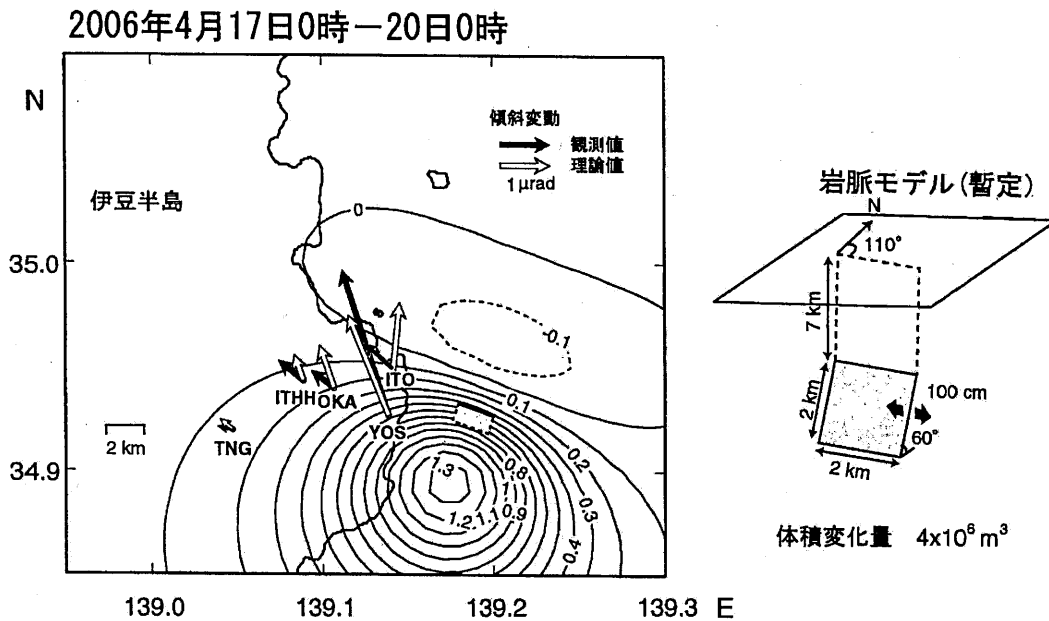 2006年4月17日0時－20日0時
N
傾斜変動
観測値
理論値
1 μrad
伊豆半島
0
35.0
-0.1
8
ITO
ITHHOKA
0.1
YOS
TNG
2 km
0.2
34.9
1.3
0.8
1
1.2 1.1 0.9
0.3
0.4
139.0
139.1
139.2
139.3
E
岩脈モデル（暫定）
N
110°
7 km
2 km
100 cm
60°
2 km
体積変化量 4x10⁶ m³